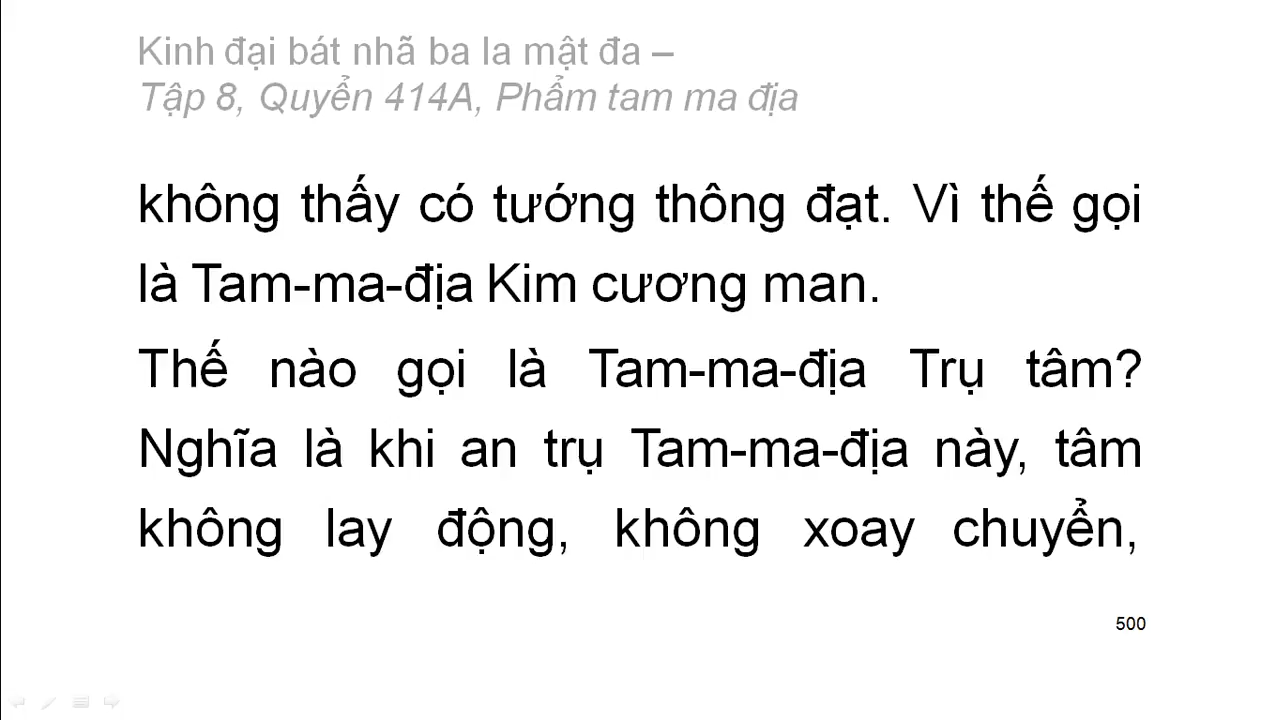 Kinh đại bát nhã ba la mật đa –
Tập 8, Quyển 414A, Phẩm tam ma địa
không thấy có tướng thông đạt. Vì thế gọi
là Tam-ma-địa Kim cương man.
Thế nào gọi là Tam-ma-địa Trụ tâm?
Nghĩa là khi an trụ Tam-ma-địa này, tâm
không lay động, không xoay chuyển,
500